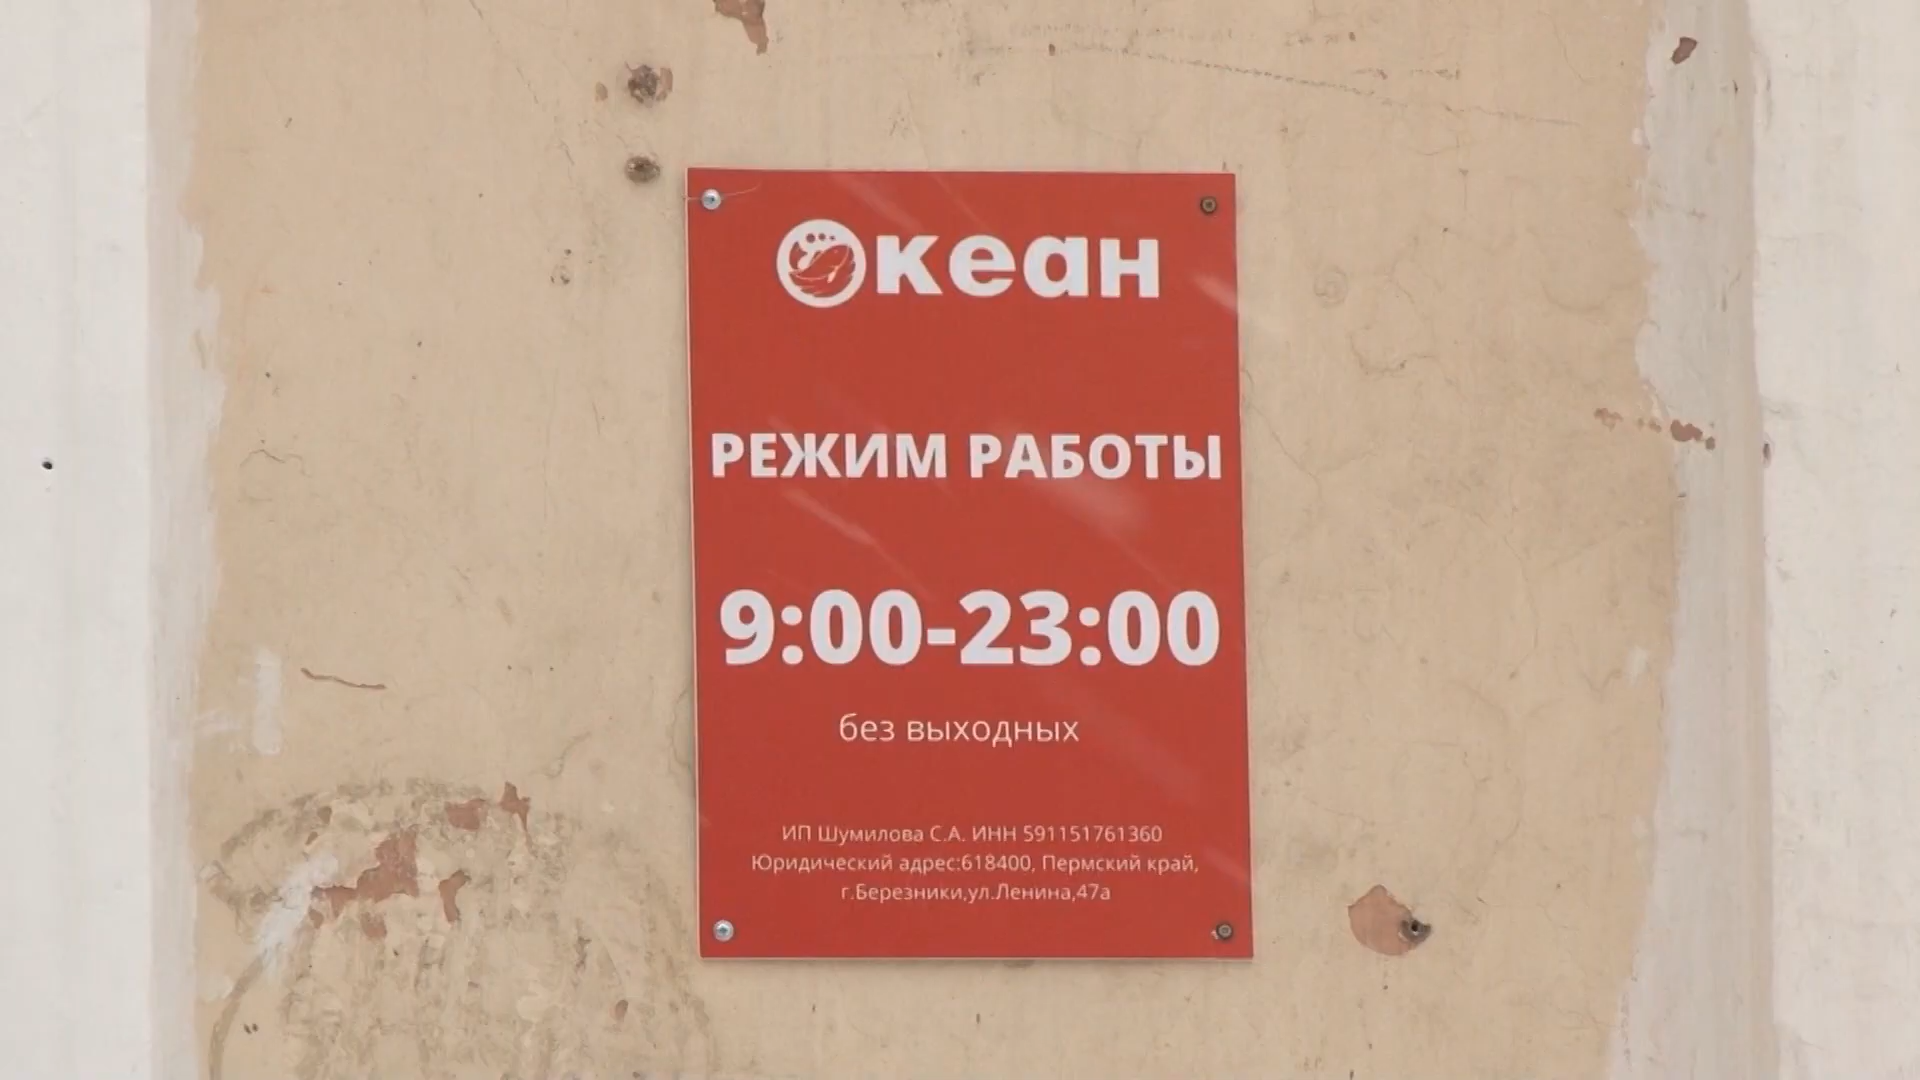 Океан
РЕЖИМ РАБОТЫ
9:00-23:00
без выходных
ИП Шумилова С.А. ИНН 591151761360
Юридический адрес:618400, Пермский край,
г.Березники,ул.Ленина,47а